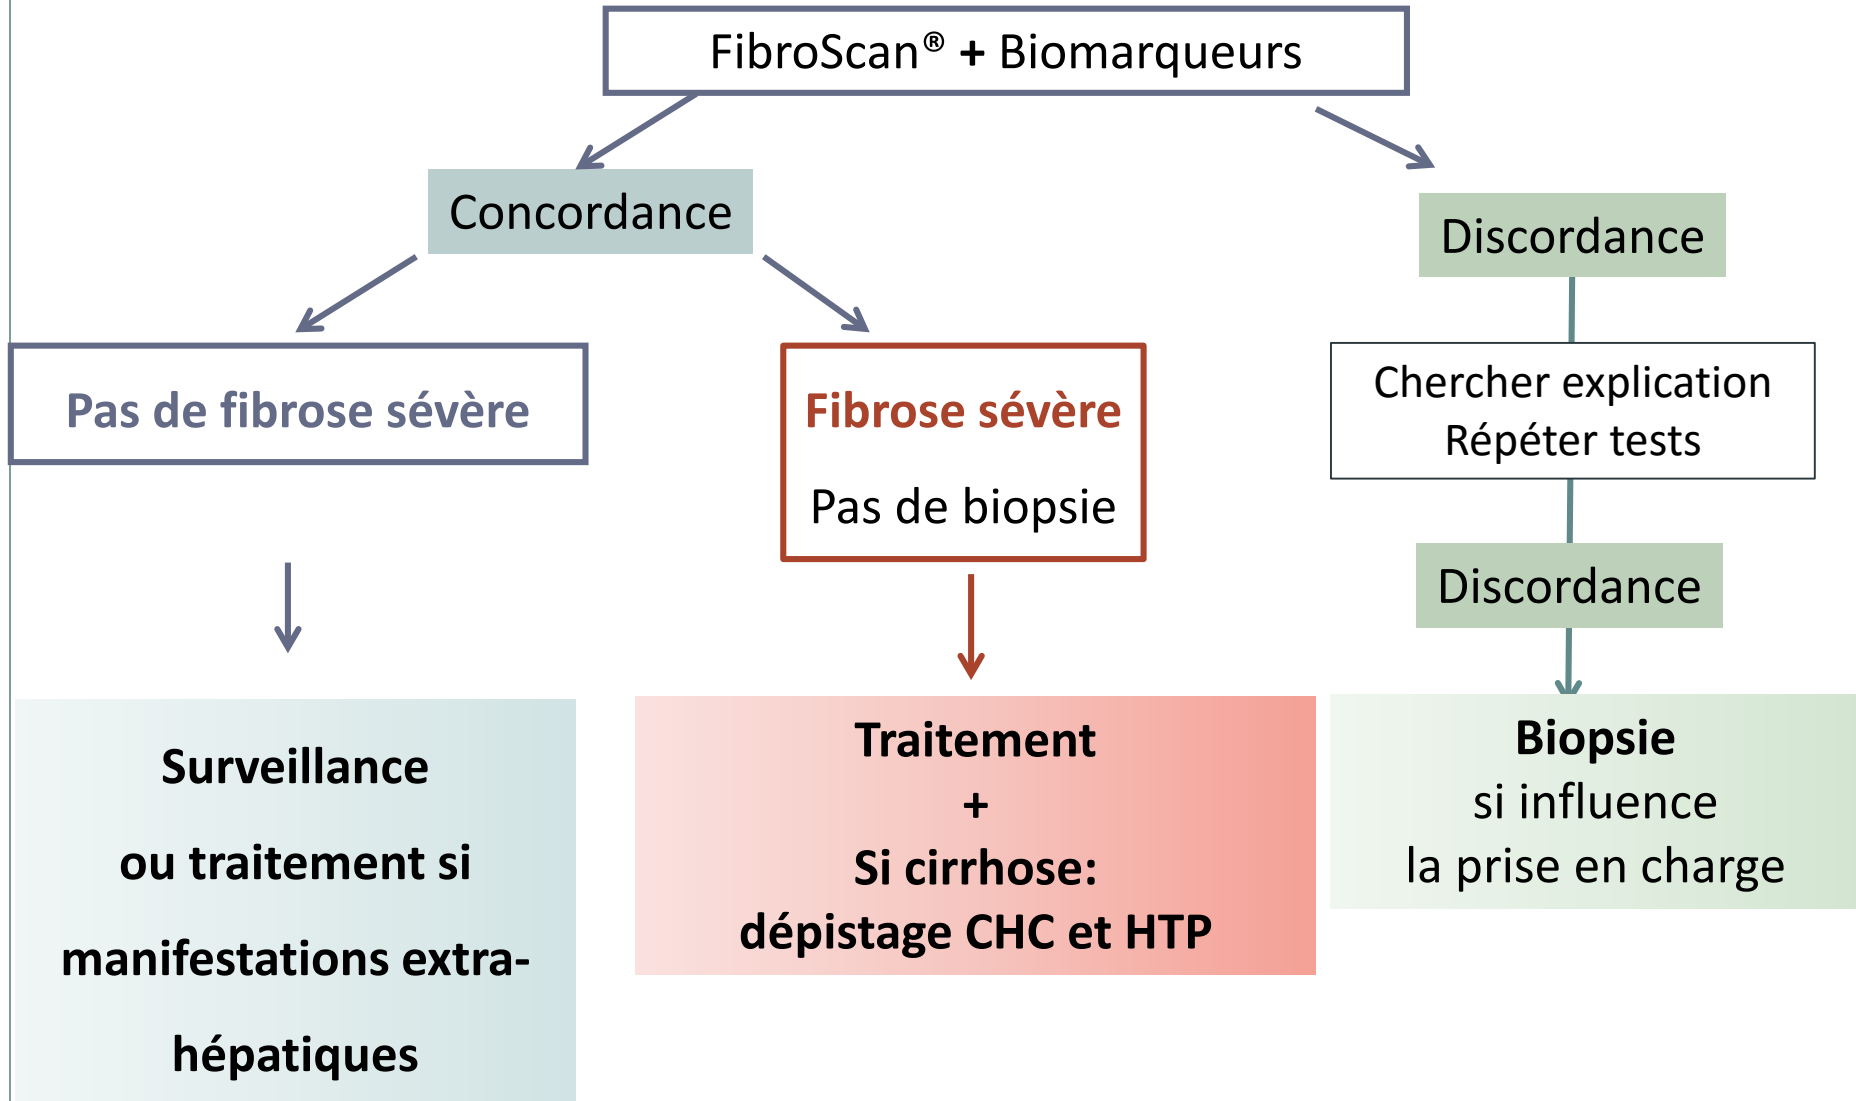 FibroScan® + Biomarqueurs
Concordance
Discordance
Pas de fibrose sévère
Fibrose sévère
Pas de biopsie
Chercher explication
Répéter tests
Discordance
Surveillance
ou traitement si
manifestations extra-
hépatiques
Traitement
+
Si cirrhose:
dépistage CHC et HTP
Biopsie
si influence
la prise en charge